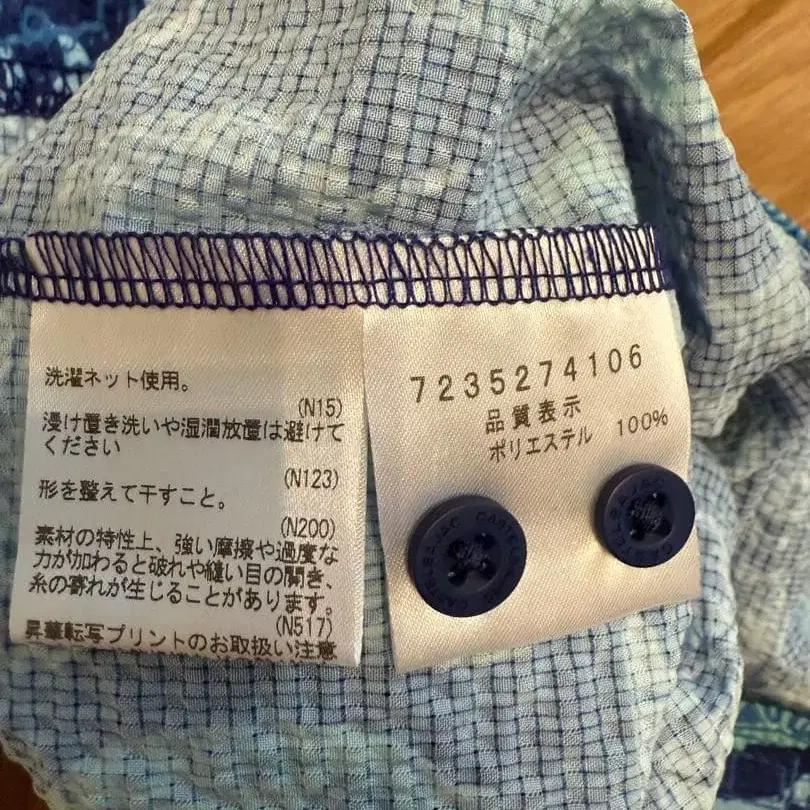 洗濯ネット使用。
(N15)
浸け置き洗いや湿潤放置は避けて
ください
(N123)
形を整えて干すこと。
(N200)
素材の特性上、強い摩擦や過度な
力が加わると破れや縫い目の開き、
糸の寄れが生じることがあります。
(N517)
昇華転写プリントのお取扱い注意
7235274106
品質表示
ポリエステル 100%
CASTELBAJAC
CASTELBAJAC